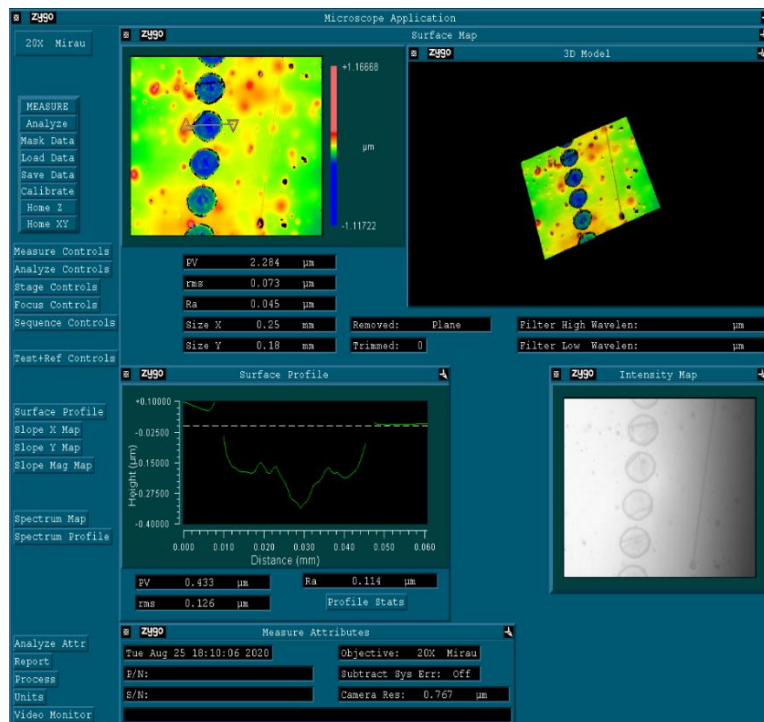 zygo Microscope Application
20X Mirau
MEASURE
Analyze
Mask Data
Load Data
Save Data
Calibrate
Home Z
Home XY
Measure Controls
Analyze Controls
Stage Controls
Focus Controls
Sequence Controls
Test+Ref Controls
Surface Profile
Slope X Map
Slope Y Map
Slope Mag Map
Spectrum Map
Spectrum Profile
Analyze Attr
Report
Process
Units
Video Monitor
zygo Surface Map
+1.16668
µm
-1.11722
PV 2.284 µm
rms 0.073 µm
Ra 0.045 µm
Size X 0.25 mm
Size Y 0.18 mm
Removed: Plane
Trimmed: 0
Filter High Wavelen: µm
Filter Low Wavelen: µm
zygo 3D Model
zygo Surface Profile
+0.10000
-0.02500
-0.15000
-0.27500
-0.40000
Height (µm)
0.000 0.010 0.020 0.030 0.040 0.050 0.060
Distance (mm)
PV 0.433 µm
rms 0.126 µm
Ra 0.114 µm
Profile Stats
zygo Intensity Map
zygo Measure Attributes
Tue Aug 25 18:10:06 2020
P/N:
S/N:
Objective: 20X Mirau
Subtract Sys Err: Off
Camera Res: 0.767 µm